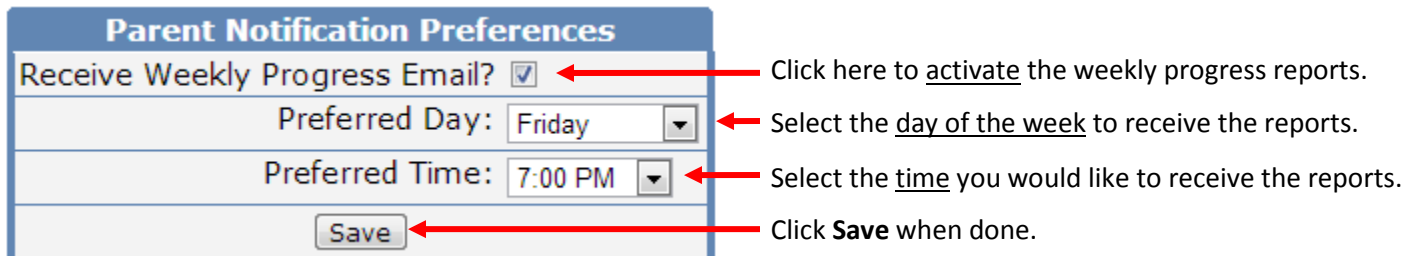 Parent Notification Preferences
Receive Weekly Progress Email?
Click here to activate the weekly progress reports.
Preferred Day: Friday
Select the day of the week to receive the reports.
Preferred Time: 7:00 PM
Select the time you would like to receive the reports.
Save
Click Save when done.